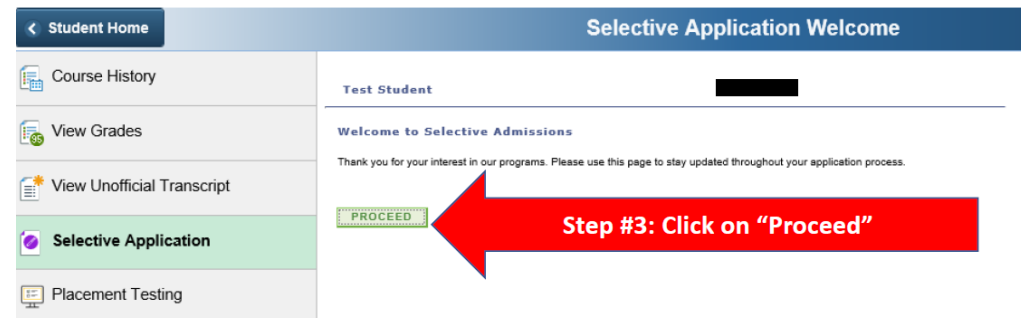 Student Home
Selective Application Welcome
Course History
View Grades
View Unofficial Transcript
Selective Application
Placement Testing
Test Student
Welcome to Selective Admissions
Thank you for your interest in our programs. Please use this page to stay updated throughout your application process.
PROCEED
Step #3: Click on “Proceed”
95